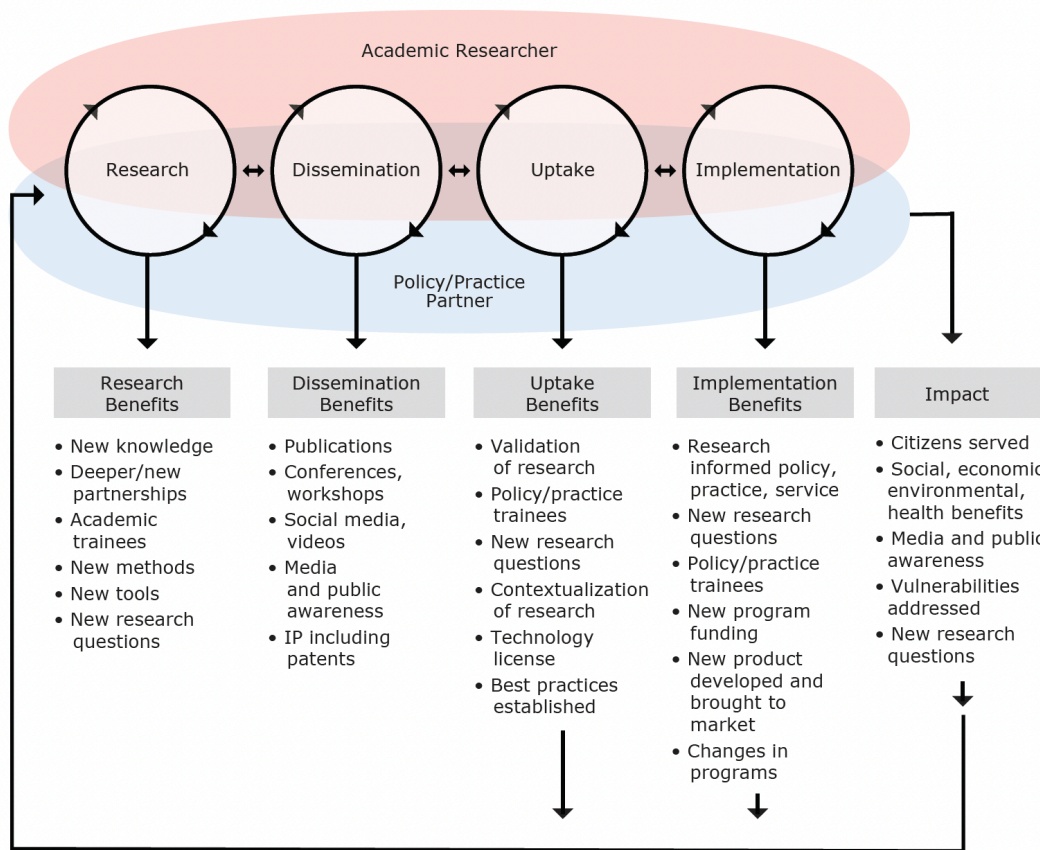 Academic Researcher
Research
Dissemination
Uptake
Implementation
Policy/Practice
Partner
Research
Benefits
• New knowledge
• Deeper/new
partnerships
• Academic
trainees
• New methods
• New tools
• New research
questions
Dissemination
Benefits
• Publications
• Conferences,
workshops
• Social media,
videos
• Media
and public
awareness
• IP including
patents
Uptake
Benefits
• Validation
of research
• Policy/practice
trainees
• New research
questions
• Contextualization
of research
• Technology
license
• Best practices
established
Implementation
Benefits
• Research
informed policy,
practice, service
• New research
questions
• Policy/practice
trainees
• New program
funding
• New product
developed and
brought to
market
• Changes in
programs
Impact
• Citizens served
• Social, economic
environmental,
health benefits
• Media and public
awareness
• Vulnerabilities
addressed
• New research
questions